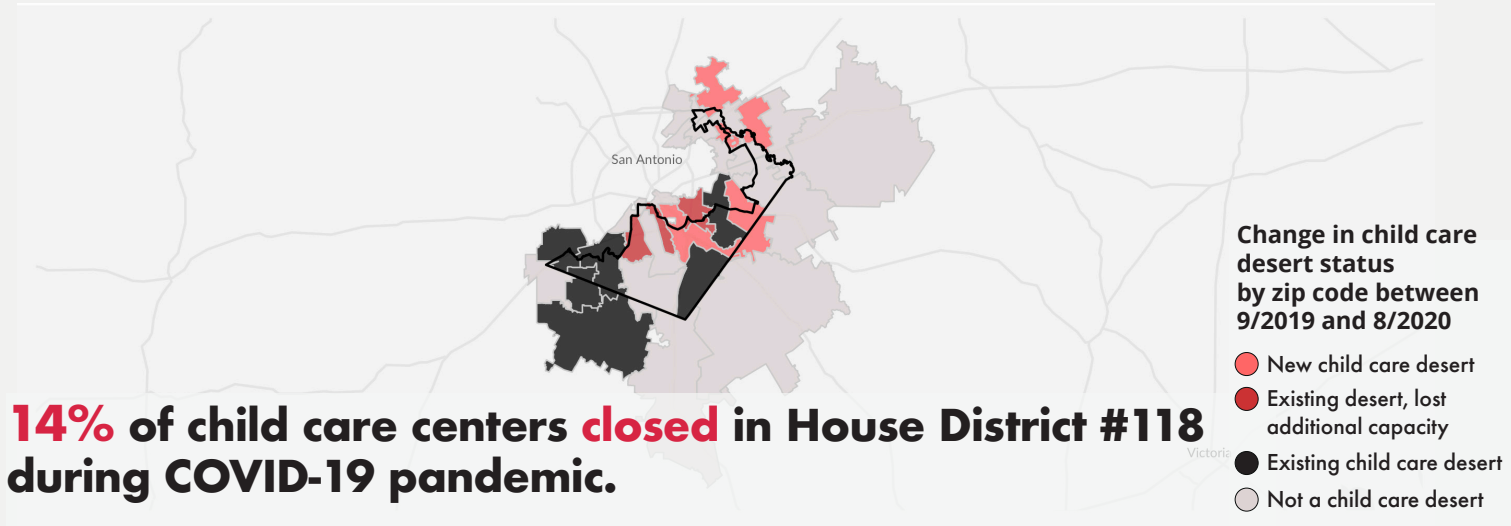 San Antonio
Change in child care
desert status
by zip code between
9/2019 and 8/2020
New child care desert
Existing desert, lost
additional capacity
Existing child care desert
Not a child care desert
14% of child care centers closed in House District #118
during COVID-19 pandemic.
Victoria